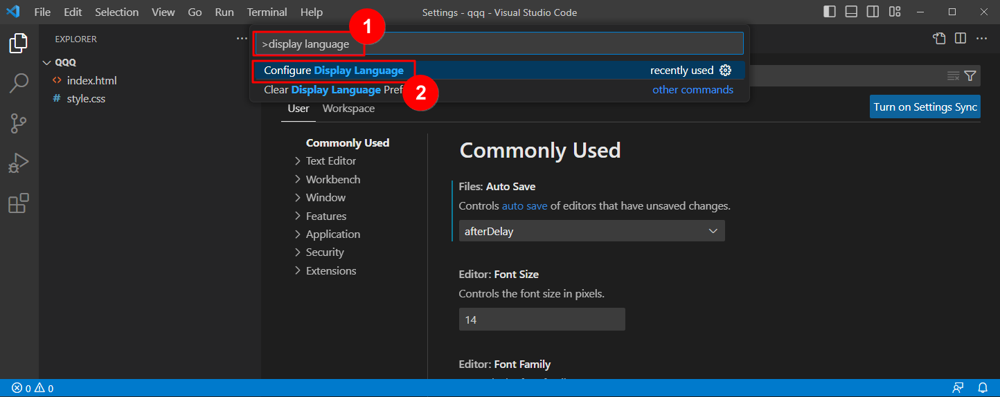 File Edit Selection View Go Run Terminal Help
Settings - qqq - Visual Studio Code
EXPLORER
QQQ
index.html
style.css
1
>display language
Configure Display Language
recently used
2
Clear Display Language
other commands
User Workspace
Turn on Settings Sync
Commonly Used
Text Editor
Workbench
Window
Features
Application
Security
Extensions
Commonly Used
Files: Auto Save
Controls auto save of editors that have unsaved changes.
afterDelay
Editor: Font Size
Controls the font size in pixels.
14
Editor: Font Family
0 0